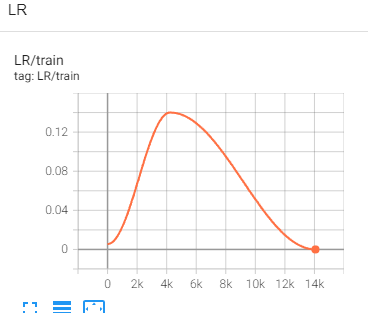 LR
LR/train
tag: LR/train
0.12
0.08
0.04
0
0 2k 4k 6k 8k 10k 12k 14k